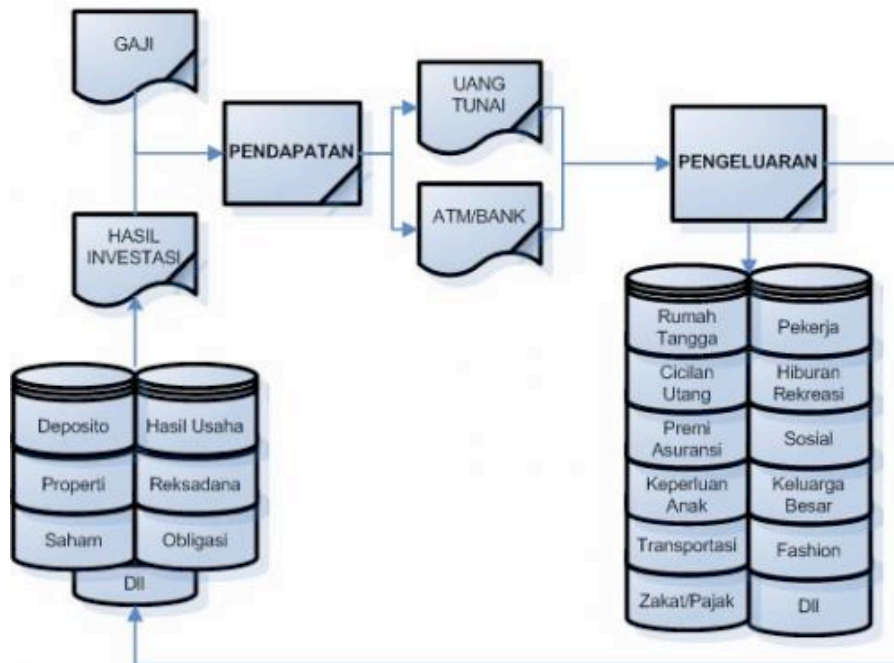 GAJI
HASIL
INVESTASI
PENDAPATAN
UANG
TUNAI
ATM/BANK
PENGELUARAN
Deposito
Hasil Usaha
Properti
Reksadana
Saham
Obligasi
Dll
Rumah
Tangga
Pekerja
Cicilan
Utang
Hiburan
Rekreasi
Premi
Asuransi
Sosial
Keperluan
Anak
Keluarga
Besar
Transportasi
Fashion
Zakat/Pajak
Dll